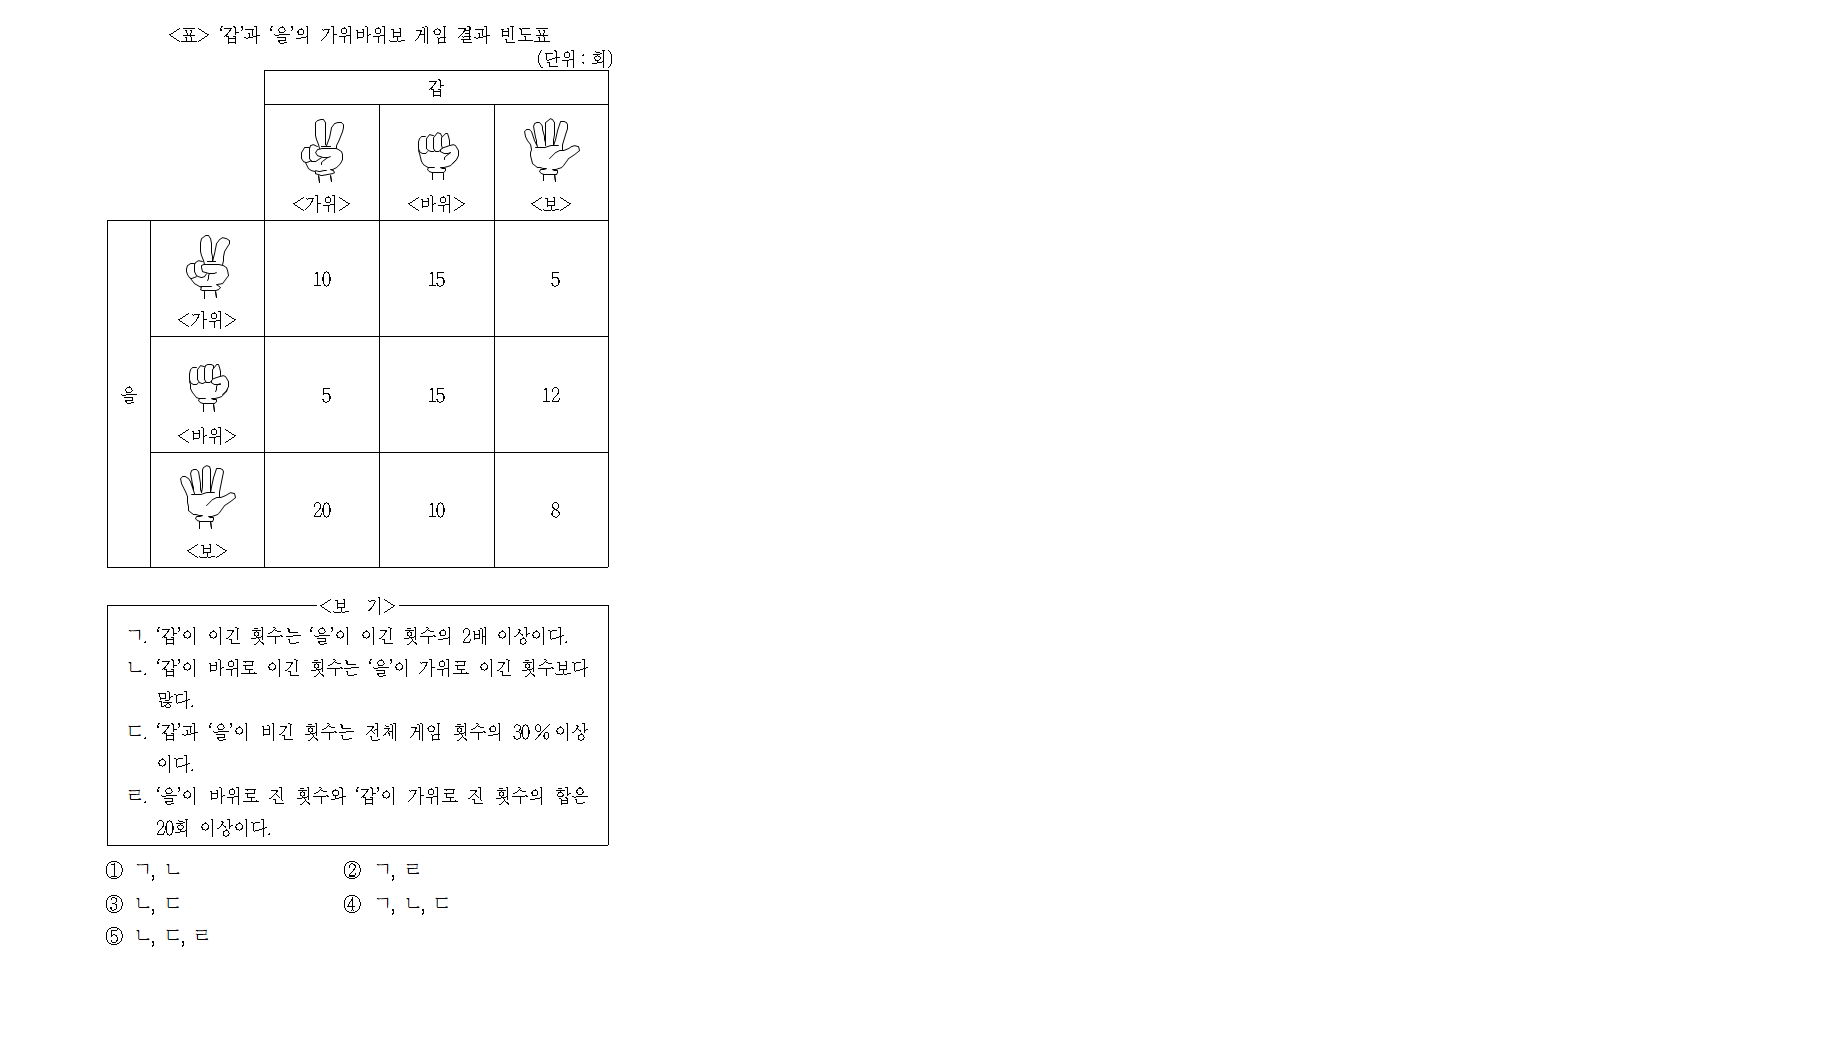 <표> ‘갑’과 ‘을’의 가위바위보 게임 결과 빈도표
(단위 : 회)
갑
<가위> <바위> <보>
을
<가위> 10 15 5
<바위> 5 15 12
<보> 20 10 8
<보 기>
ㄱ. ‘갑’이 이긴 횟수는 ‘을’이 이긴 횟수의 2배 이상이다.
ㄴ. ‘갑’이 바위로 이긴 횟수는 ‘을’이 가위로 이긴 횟수보다
많다.
ㄷ. ‘갑’과 ‘을’이 비긴 횟수는 전체 게임 횟수의 30%이상
이다.
ㄹ. ‘을’이 바위로 진 횟수와 ‘갑’이 가위로 진 횟수의 합은
20회 이상이다.
① ㄱ, ㄴ ② ㄱ, ㄹ
③ ㄴ, ㄷ ④ ㄱ, ㄴ, ㄷ
⑤ ㄴ, ㄷ, ㄹ